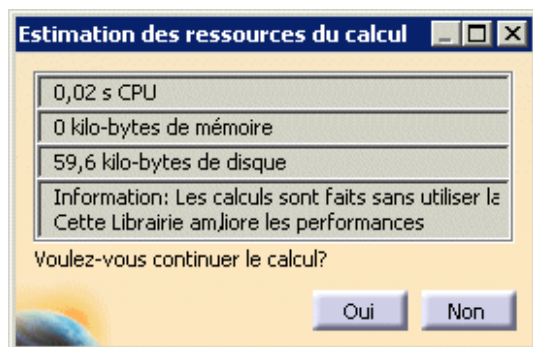 Estimation des ressources du calcul
0,02 s CPU
0 kilo-bytes de mémoire
59,6 kilo-bytes de disque
Information: Les calculs sont faits sans utiliser la
Cette Librairie am‚liore les performances
Voulez-vous continuer le calcul?
Oui Non